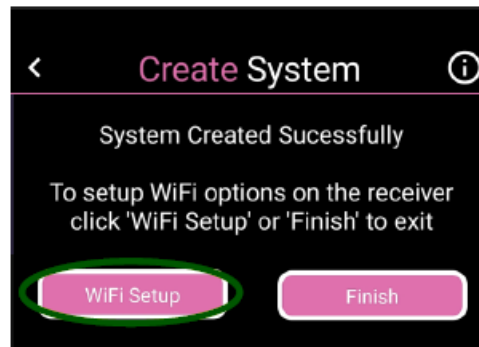 Create System
System Created Sucessfully
To setup WiFi options on the receiver
click 'WiFi Setup' or 'Finish' to exit
WiFi Setup
Finish